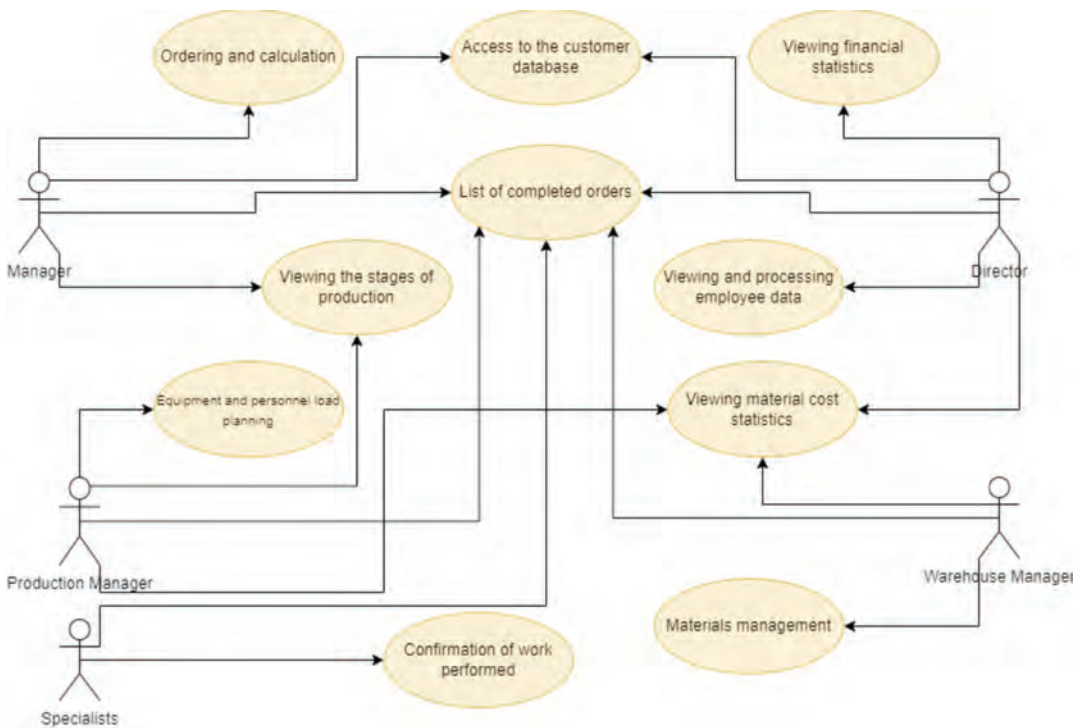 Ordering and calculation
Access to the customer
database
Viewing financial
statistics
List of completed orders
Manager
Director
Viewing the stages of
production
Viewing and processing
employee data
Equipment and personnel load
planning
Viewing material cost
statistics
Production Manager
Warehouse Manager
Materials management
Confirmation of work
performed
Specialists